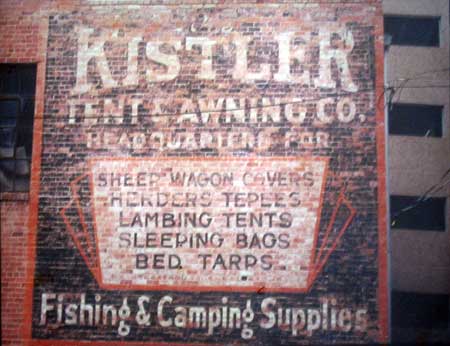 KISTLER
TENT & AWNING CO.
HEADQUARTERS FOR
SHEEP WAGON COVERS
HERDERS TEPEES
LAMBING TENTS
SLEEPING BAGS
BED TARPS
Fishing & Camping Supplies